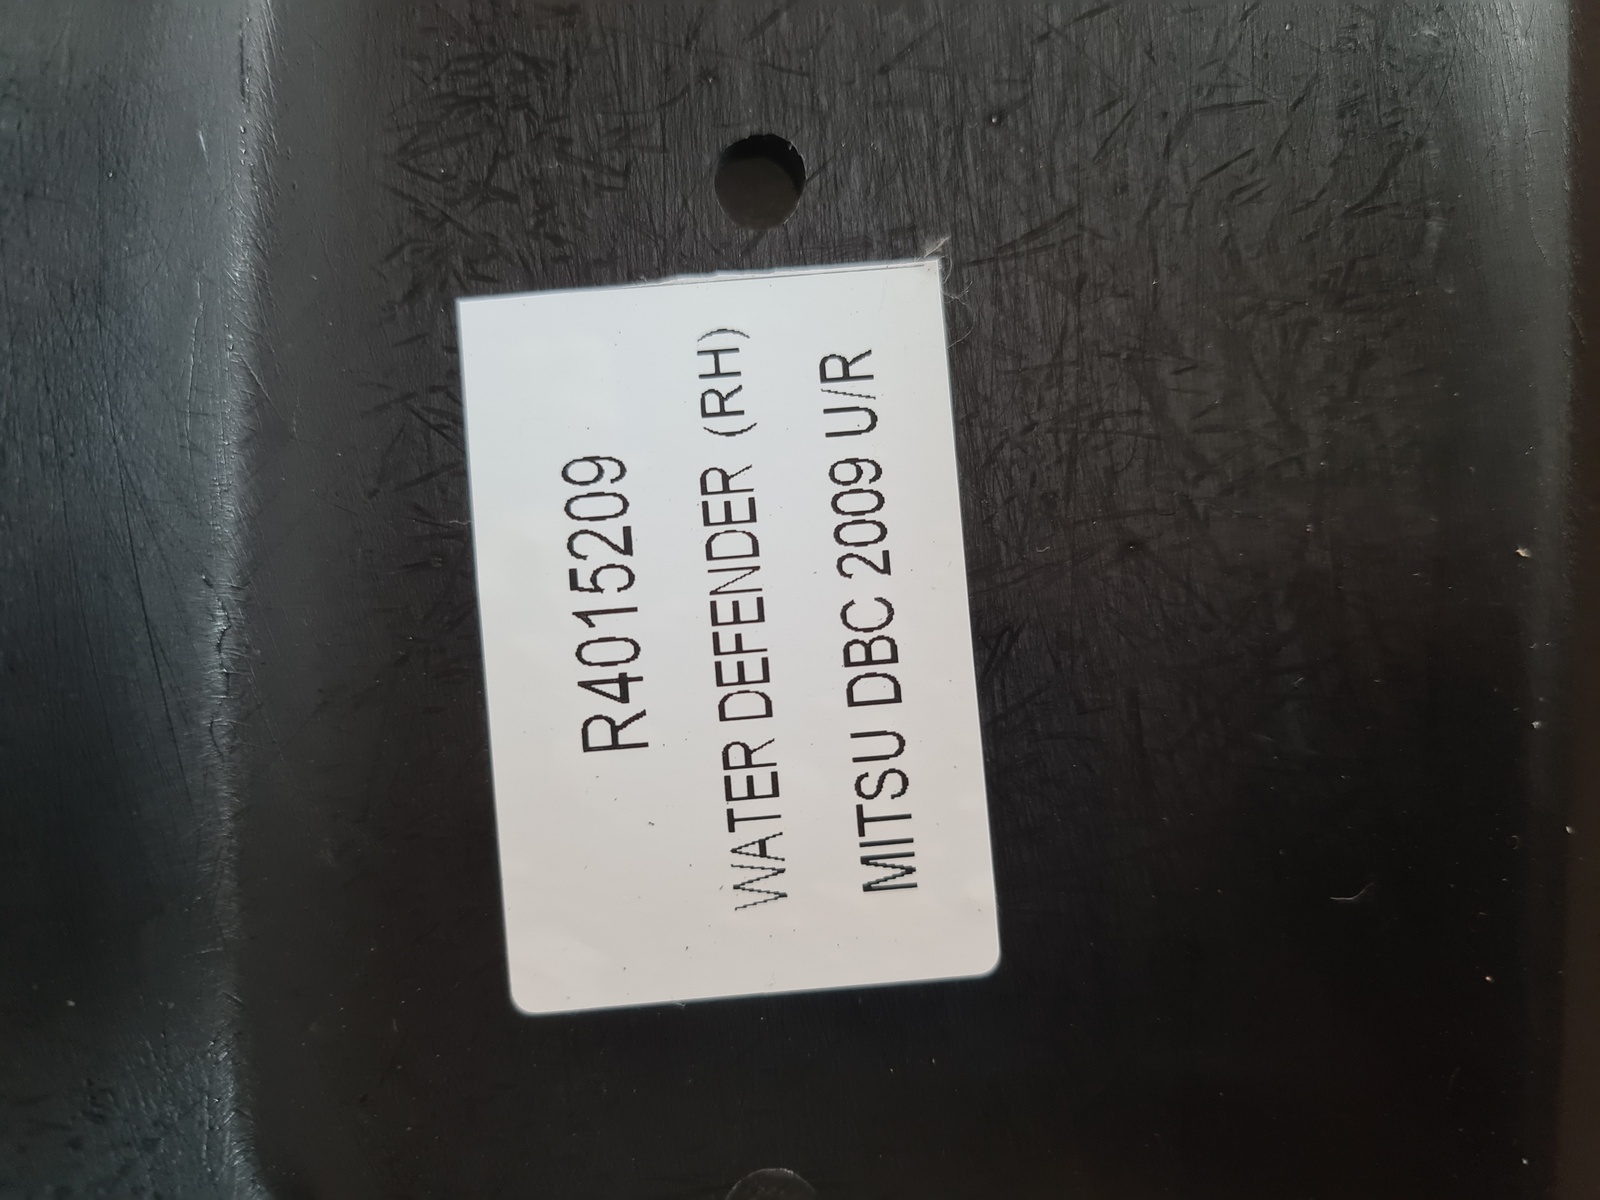 R4015209
WATER DEFENDER (RH)
MITSU DBC 2009 U/R